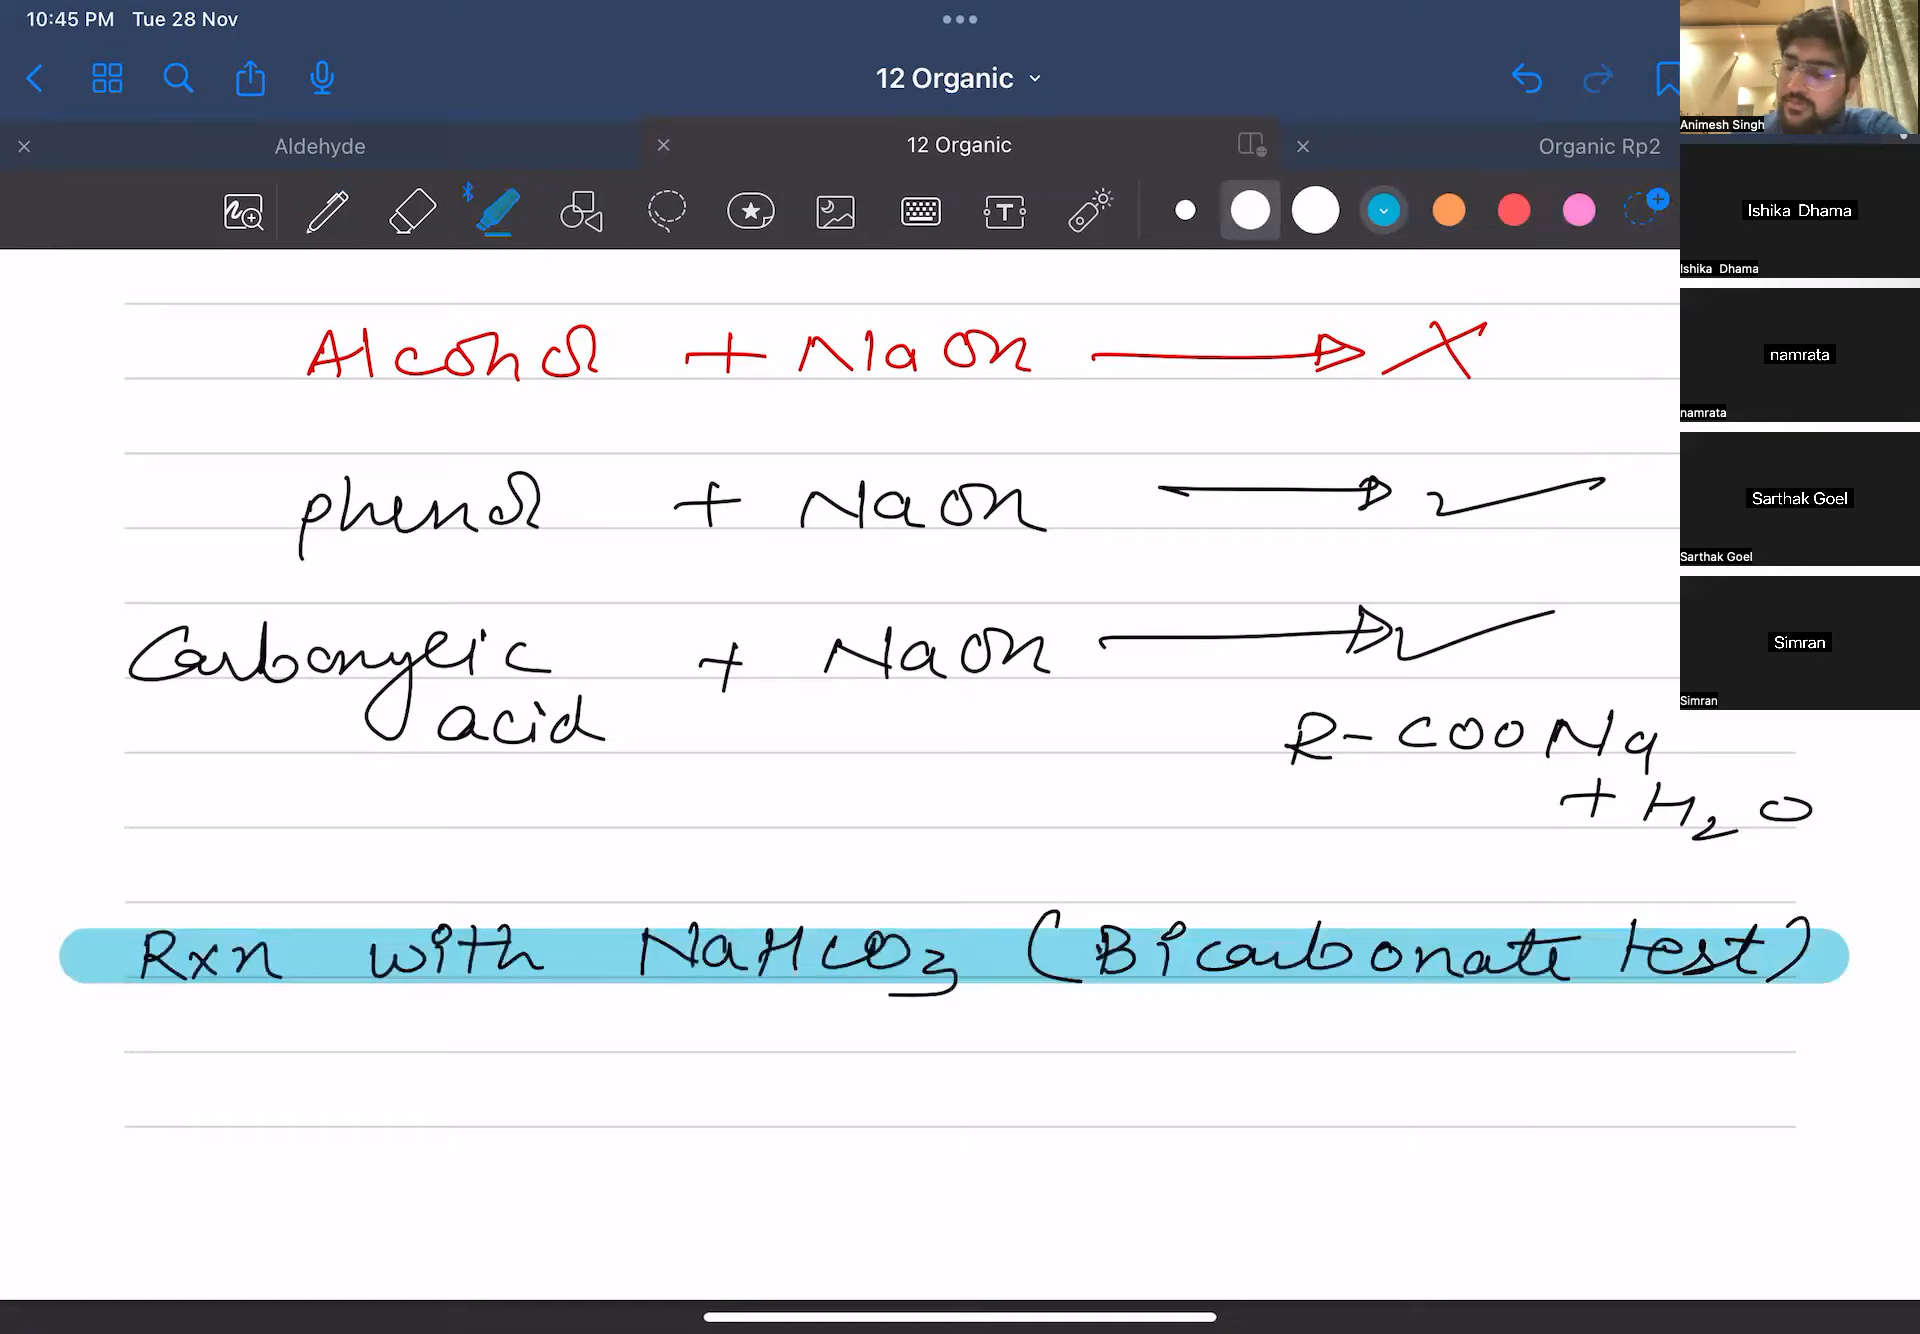 10:45 PM Tue 28 Nov
12 Organic
Aldehyde
12 Organic
Organic Rp2
Animesh Singh
Ishika Dhama
Ishika Dhama
namrata
namrata
Sarthak Goel
Sarthak Goel
Simran
Simran
Alcohol + NaOH → X
phenol + NaOH → ✓
Carboxylic + NaOH → ✓
acid
R-COONa
+ H₂O
Rxn with NaHCO₃ (Bicarbonate test)